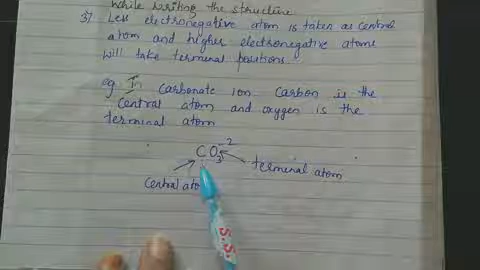 while writing the structure
3) Less electronegative atom is taken as central
atom and higher electronegative atoms
will take terminal positions.
eg In Carbonate ion Carbon is the
central atom and oxygen is the
terminal atom
CO₃⁻²
terminal atom
Central ato
S.S.